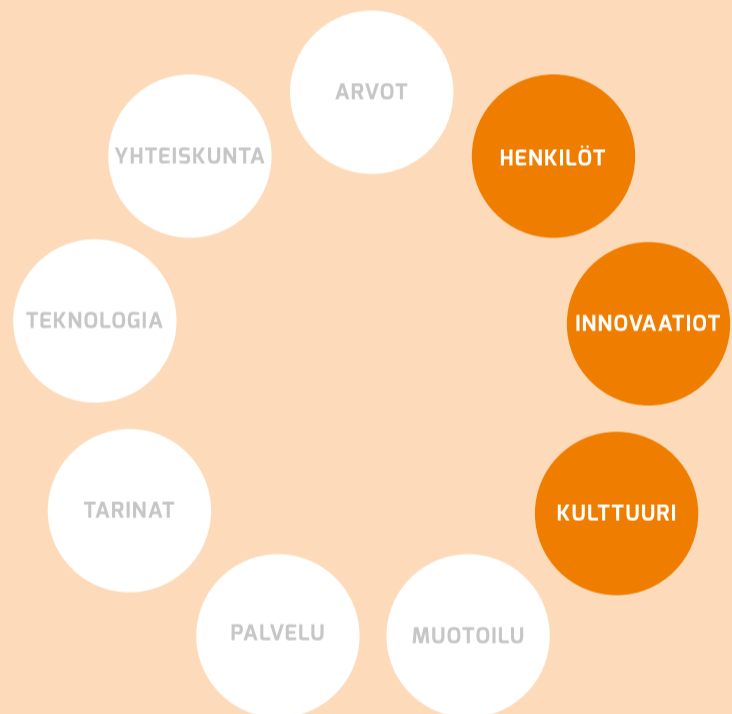 ARVOT
HENKILÖT
INNOVAATIOT
KULTTUURI
MUOTOILU
PALVELU
TARINAT
TEKNOLOGIA
YHTEISKUNTA